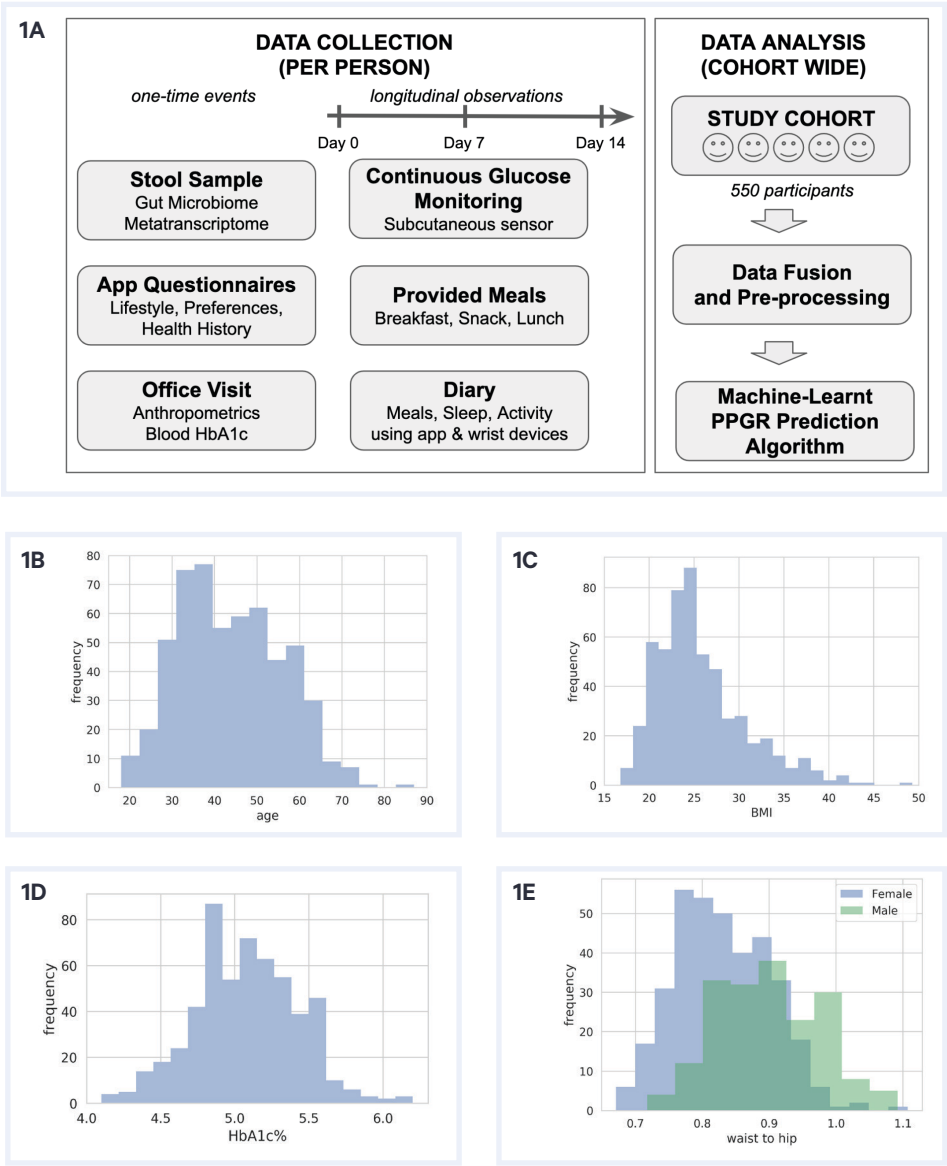 1A
DATA COLLECTION
(PER PERSON)
one-time events
longitudinal observations
Day 0
Day 7
Day 14
Stool Sample
Gut Microbiome
Metatranscriptome
Continuous Glucose
Monitoring
Subcutaneous sensor
App Questionnaires
Lifestyle, Preferences,
Health History
Provided Meals
Breakfast, Snack, Lunch
Office Visit
Anthropometrics
Blood HbA1c
Diary
Meals, Sleep, Activity
using app & wrist devices
DATA ANALYSIS
(COHORT WIDE)
STUDY COHORT
550 participants
Data Fusion
and Pre-processing
Machine-Learnt
PPGR Prediction
Algorithm
1B
80
70
60
50
40
30
20
10
0
frequency
20 30 40 50 60 70 80 90
age
1C
80
60
40
20
0
frequency
15 20 25 30 35 40 45 50
BMI
1D
80
60
40
20
0
frequency
4.0 4.5 5.0 5.5 6.0
HbA1c%
1E
Female
Male
50
40
30
20
10
0
frequency
0.7 0.8 0.9 1.0 1.1
waist to hip